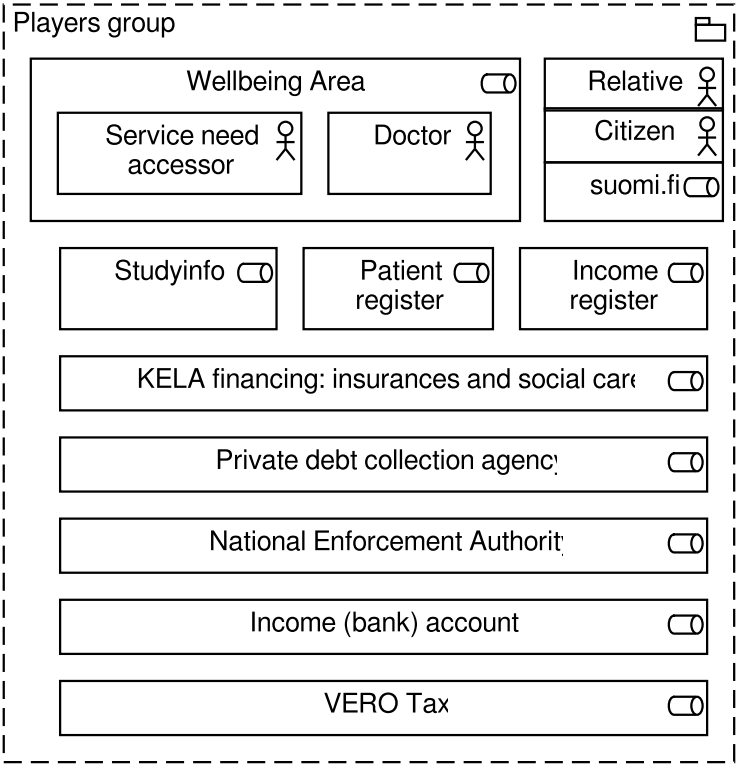 Players group
Wellbeing Area
Relative
Service need
accessor
Doctor
Citizen
suomi.fi
Studyinfo
Patient
register
Income
register
KELA financing: insurances and social care
Private debt collection agency
National Enforcement Authority
Income (bank) account
VERO Tax